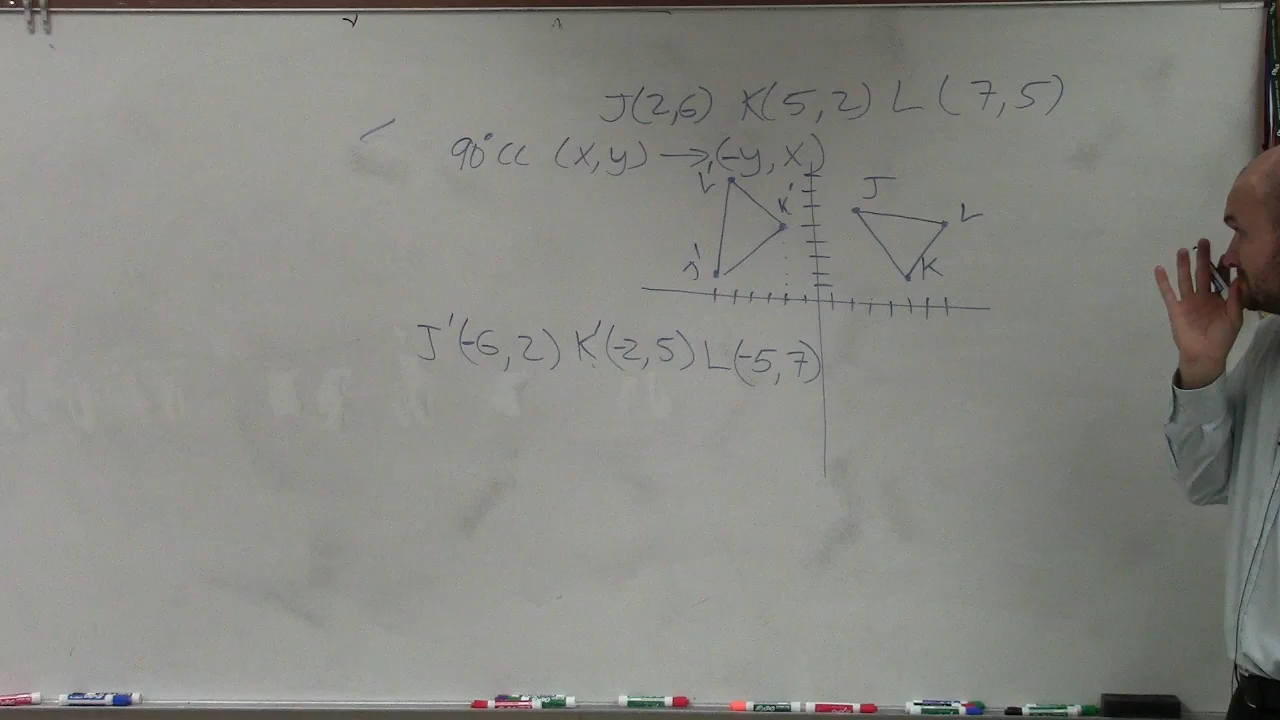 J(2,6) K(5,2) L(7,5)
90°CC (x,y) → (-y, x)
L' K' J L
J' K
J'(-6,2) K'(-2,5) L(-5,7)